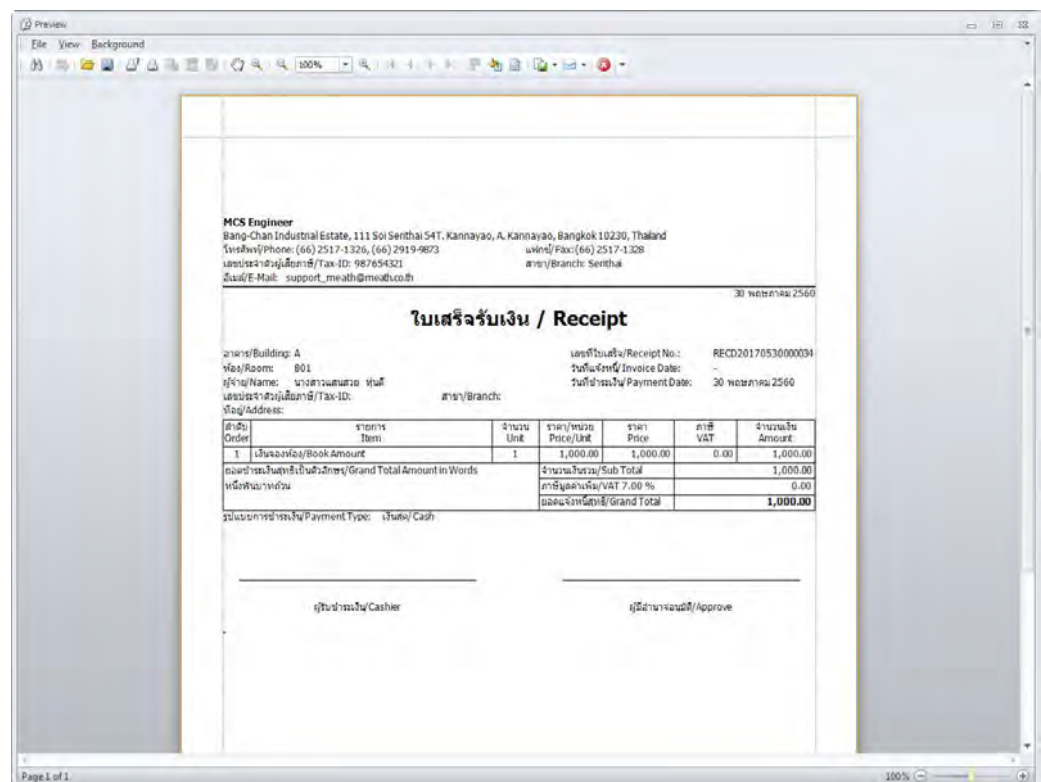 Preview
File View Background
100%
MCS Engineer
Bang-Chan Industrial Estate, 111 Soi Serithai 54T. Kannayao, A. Kannayao, Bangkok 10230, Thailand
โทรศัพท์/Phone: (66) 2517-1326, (66) 2919-9873 แฟกซ์/Fax:(66) 2517-1328
เลขประจำตัวผู้เสียภาษี/Tax-ID: 987654321 สาขา/Branch: Serithai
อีเมล์/E-Mail: support_meath@meath.co.th
30 พฤษภาคม 2560
ใบเสร็จรับเงิน / Receipt
อาคาร/Building: A เลขที่ใบเสร็จ/Receipt No.: RECD20170530000034
ห้อง/Room: 801 วันที่แจ้งหนี้/Invoice Date: -
ผู้จ่าย/Name: นางสาวแสนสวย หุ่นดี วันที่ชำระเงิน/Payment Date: 30 พฤษภาคม 2560
เลขประจำตัวผู้เสียภาษี/Tax-ID: สาขา/Branch:
ที่อยู่/Address:
ลำดับ รายการ จำนวน ราคา/หน่วย ราคา ภาษี จำนวนเงิน
Order Item Unit Price/Unit Price VAT Amount
1 เงินจองห้อง/Book Amount 1 1,000.00 1,000.00 0.00 1,000.00
ยอดชำระเงินสุทธิเป็นตัวอักษร/Grand Total Amount in Words จำนวนเงินรวม/Sub Total 1,000.00
หนึ่งพันบาทถ้วน ภาษีมูลค่าเพิ่ม/VAT 7.00 % 0.00
ยอดแจ้งหนี้สุทธิ/Grand Total 1,000.00
รูปแบบการชำระเงิน/Payment Type: เงินสด/ Cash
ผู้รับชำระเงิน/Cashier ผู้มีอำนาจอนุมัติ/Approve
Page 1 of 1 100%